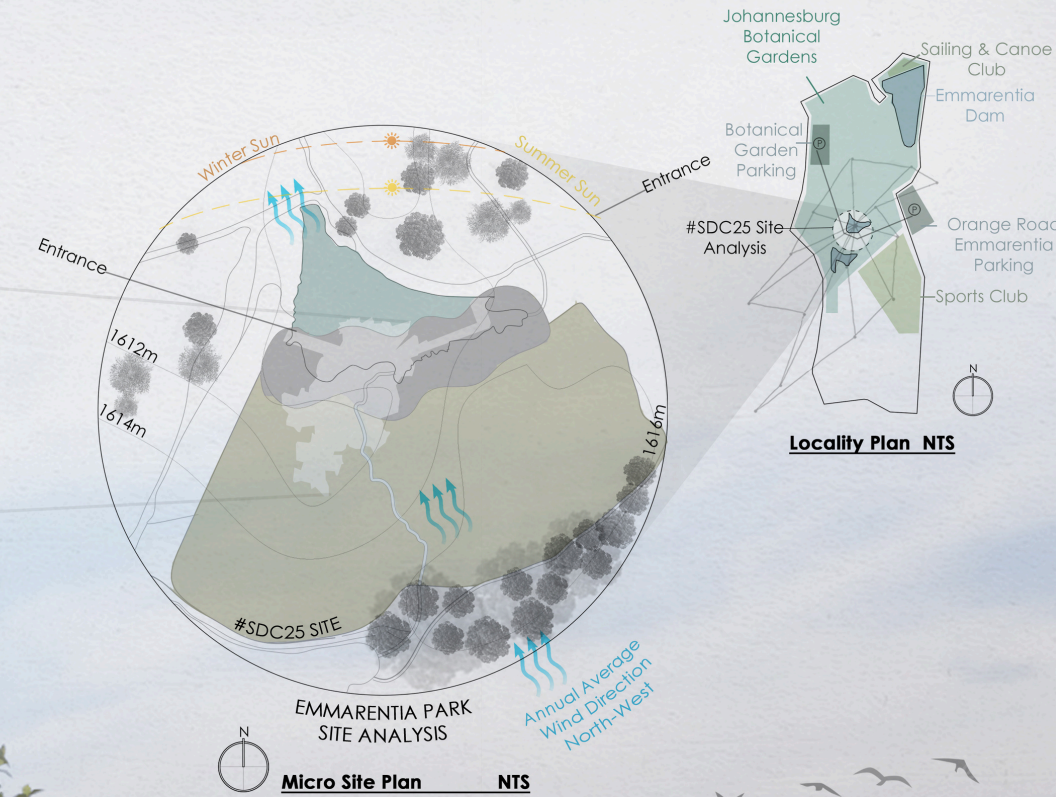 Johannesburg
Botanical
Gardens
Sailing & Canoe
Club
Emmarentia
Dam
Botanical
Garden
Parking
P
P
#SDC25 Site
Analysis
Orange Road
Emmarentia
Parking
Sports Club
N
Locality Plan NTS
Winter Sun
Summer Sun
Entrance
Entrance
1612m
1614m
1616m
#SDC25 SITE
EMMARENTIA PARK
SITE ANALYSIS
Annual Average
Wind Direction
North-West
N
Micro Site Plan NTS